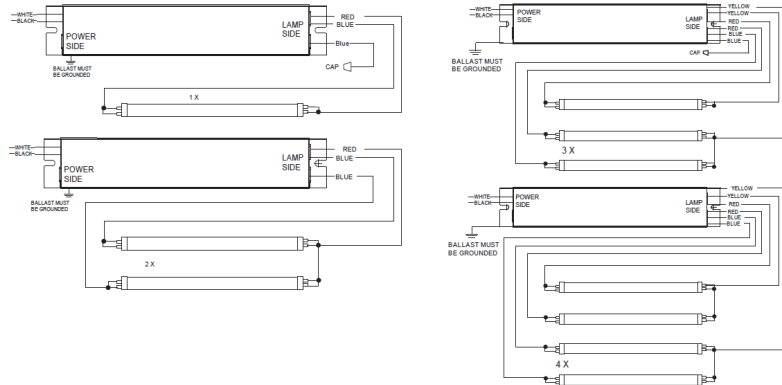 WHITE
BLACK
POWER
SIDE
LAMP
SIDE
RED
BLUE
Blue
CAP
BALLAST MUST
BE GROUNDED
1 X
WHITE
BLACK
POWER
SIDE
LAMP
SIDE
RED
BLUE
BLUE
BALLAST MUST
BE GROUNDED
2 X
WHITE
BLACK
POWER
SIDE
LAMP
SIDE
YELLOW
YELLOW
RED
RED
BLUE
BLUE
CAP
BALLAST MUST
BE GROUNDED
3 X
WHITE
BLACK
POWER
SIDE
LAMP
SIDE
YELLOW
YELLOW
RED
RED
BLUE
BLUE
BALLAST MUST
BE GROUNDED
4 X